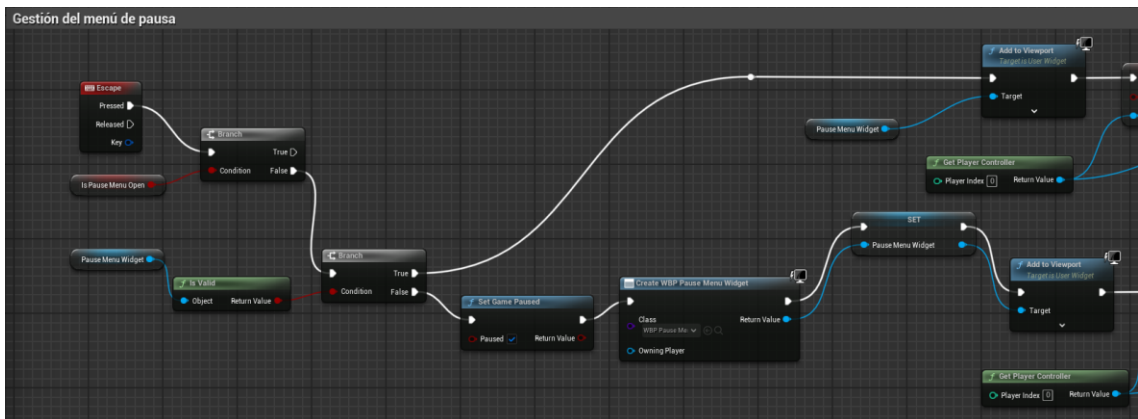 Gestión del menú de pausa
Escape
Pressed
Released
Key
Is Pause Menu Open
Branch
True
Condition
False
Pause Menu Widget
Is Valid
Object
Return Value
Branch
True
Condition
False
Set Game Paused
Paused
Return Value
Create WBP Pause Menu Widget
Class
WBP Pause Me
Return Value
Owning Player
SET
Pause Menu Widget
Pause Menu Widget
Add to Viewport
Target is User Widget
Target
Get Player Controller
Player Index 0
Return Value
Add to Viewport
Target is User Widget
Target
Get Player Controller
Player Index 0
Return Value